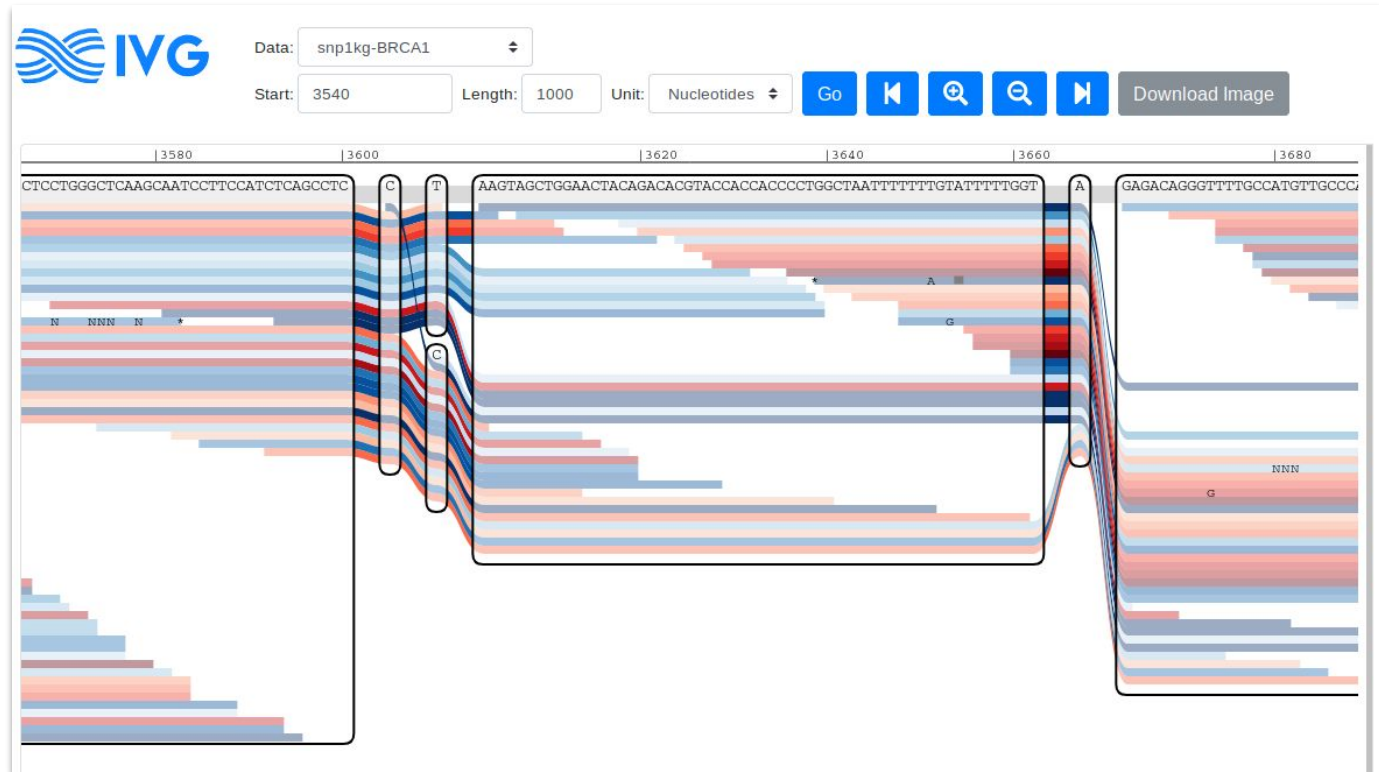 IVG
Data: snp1kg-BRCA1
Start: 3540 Length: 1000 Unit: Nucleotides Go Download Image
3580 3600 3620 3640 3660 3680
CTCCTGGGCTCAAGCAATCCTTCCATCTCAGCCTC C T AAGTAGCTGGAACTACAGACACGTACCACCACCCCTGGCTAATTTTTTTGTATTTTTGGT A GAGACAGGGTTTTGCCATGTTGCCC
* A
N NNN N * G
C
NNN
G